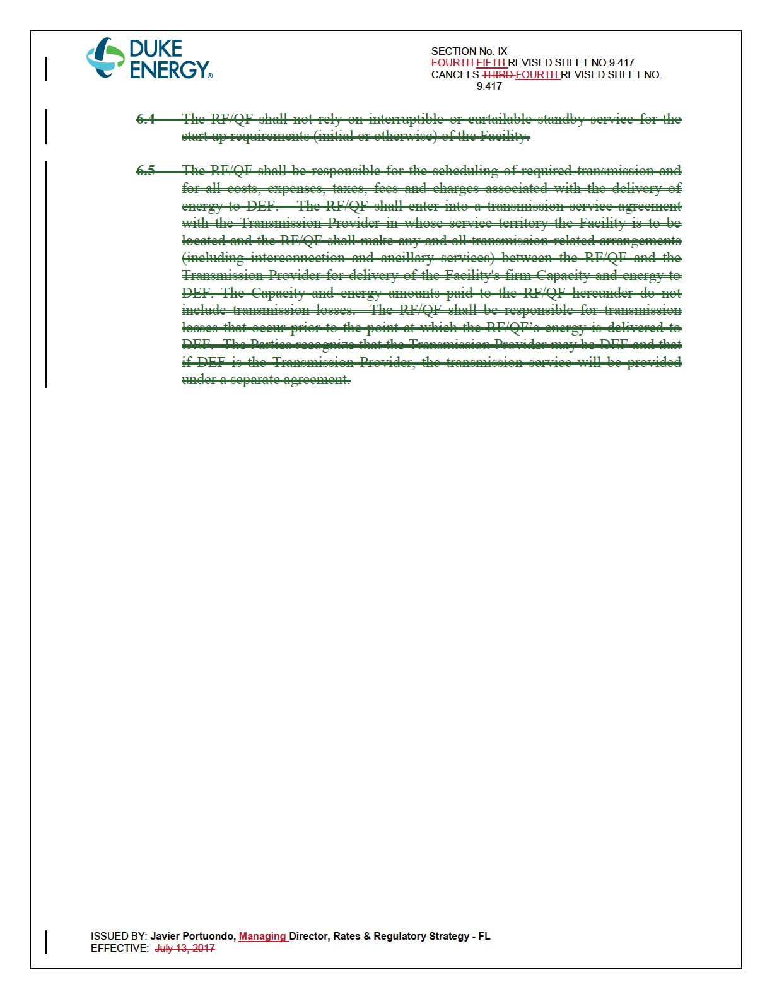 DUKE
ENERGY®
SECTION No. IX
FOURTH FIFTH REVISED SHEET NO.9.417
CANCELS THIRD FOURTH REVISED SHEET NO.
9.417
6.4 The RF/QF shall not rely on interruptible or curtailable standby service for the
start up requirements (initial or otherwise) of the Facility.
6.5 The RF/QF shall be responsible for the scheduling of required transmission and
for all costs, expenses, taxes, fees and charges associated with the delivery of
energy to DEF. The RF/QF shall enter into a transmission service agreement
with the Transmission Provider in whose service territory the Facility is to be
located and the RF/QF shall make any and all transmission-related arrangements
(including interconnection and ancillary services) between the RF/QF and the
Transmission Provider for delivery of the Facility's firm Capacity and energy to
DEF. The Capacity and energy amounts paid to the RF/QF hereunder do not
include transmission losses. The RF/QF shall be responsible for transmission
losses that occur prior to the point at which the RF/QF’s energy is delivered to
DEF. The Parties recognize that the Transmission Provider may be DEF and that
if DEF is the Transmission Provider, the transmission service will be provided
under a separate agreement.
ISSUED BY: Javier Portuondo, Managing Director, Rates & Regulatory Strategy - FL
EFFECTIVE: July 13, 2017